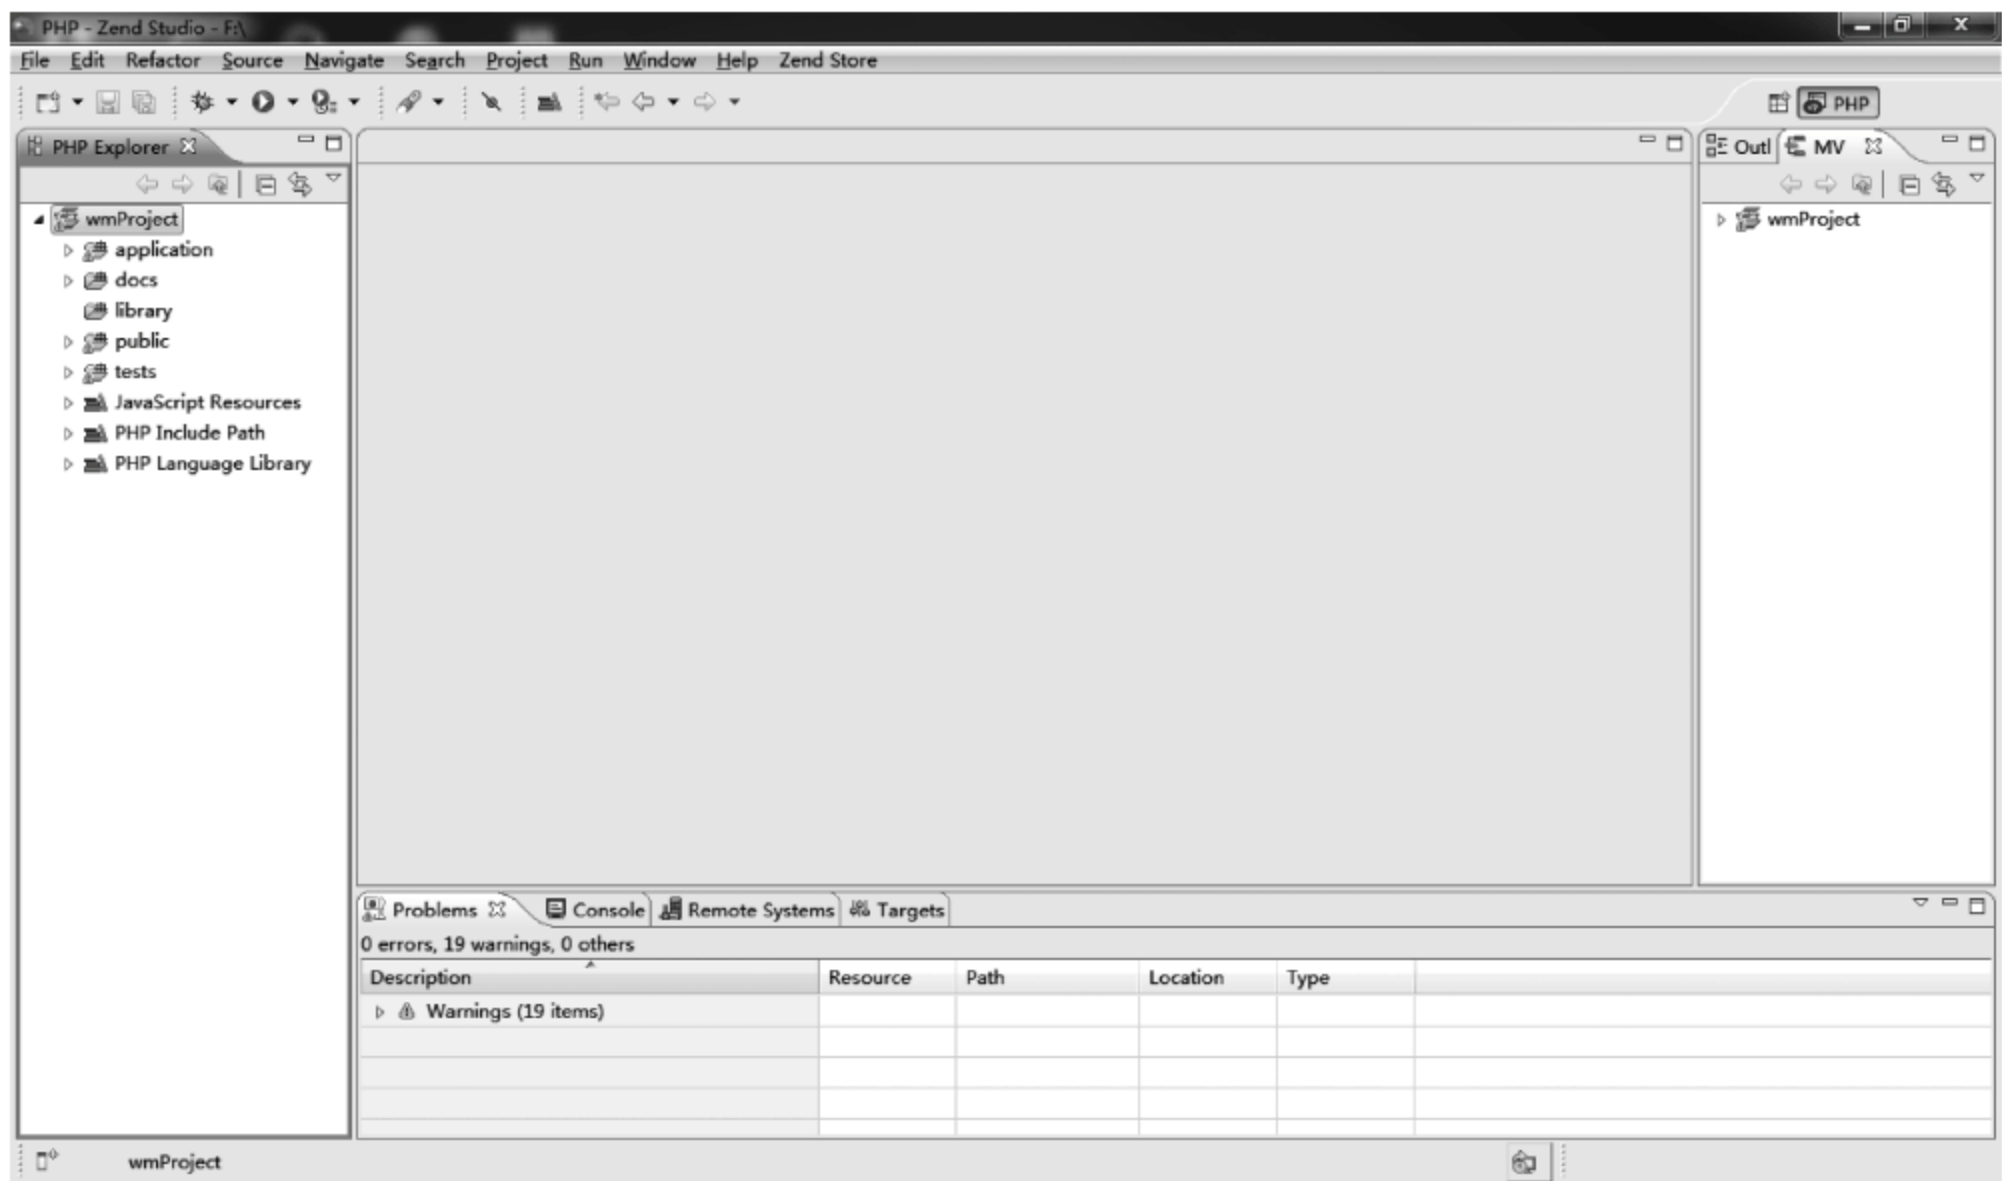 PHP - Zend Studio - F:\
File Edit Refactor Source Navigate Search Project Run Window Help Zend Store
PHP
PHP Explorer
wmProject
application
docs
library
public
tests
JavaScript Resources
PHP Include Path
PHP Language Library
Outl MV
wmProject
Problems Console Remote Systems Targets
0 errors, 19 warnings, 0 others
Description Resource Path Location Type
Warnings (19 items)
wmProject